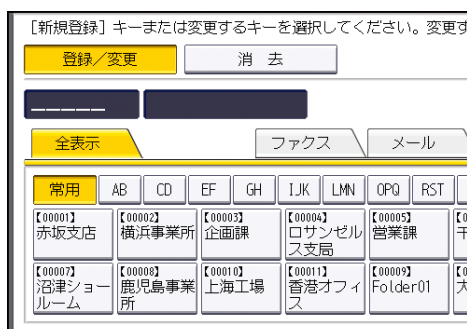 [新規登録] キーまたは変更するキーを選択してください。変更す
登録／変更 消 去
_____
全表示 ファクス メール
常用 AB CD EF GH IJK LMN OPQ RST
【00001】 【00002】 【00003】 【00004】 【00005】
赤坂支店 横浜事業所 企画課 ロサンゼル 営業課
ス支局
【00007】 【00008】 【00010】 【00011】 【00009】
沼津ショー 鹿児島事業 上海工場 香港オフィ Folder01
ルーム 所 ス